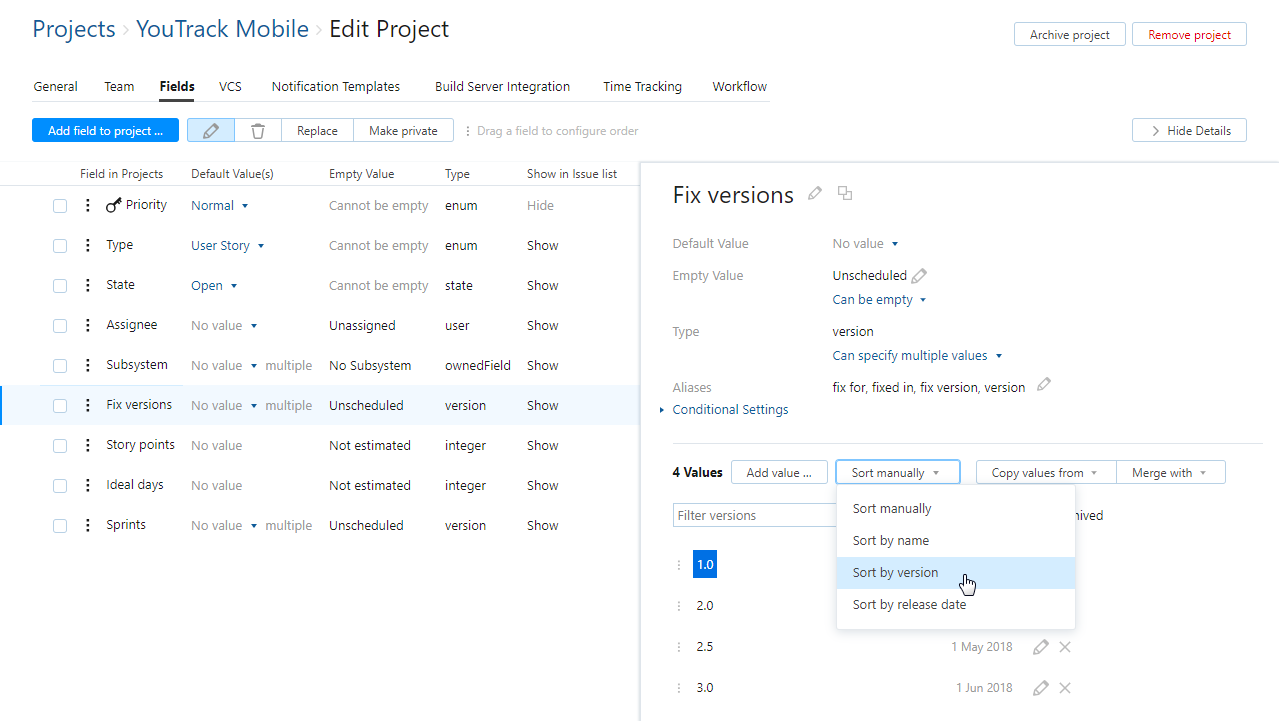 Projects › YouTrack Mobile › Edit Project
Archive project
Remove project
General Team Fields VCS Notification Templates Build Server Integration Time Tracking Workflow
Add field to project ...
Replace
Make private
Drag a field to configure order
Hide Details
Field in Projects Default Value(s) Empty Value Type Show in Issue list
Priority Normal Cannot be empty enum Hide
Type User Story Cannot be empty enum Show
State Open Cannot be empty state Show
Assignee No value Unassigned user Show
Subsystem No value multiple No Subsystem ownedField Show
Fix versions No value multiple Unscheduled version Show
Story points No value Not estimated integer Show
Ideal days No value Not estimated integer Show
Sprints No value multiple Unscheduled version Show
Fix versions
Default Value No value
Empty Value Unscheduled
Can be empty
Type version
Can specify multiple values
Aliases fix for, fixed in, fix version, version
Conditional Settings
4 Values Add value ... Sort manually Copy values from Merge with
Filter versions
Sort manually
Sort by name
Sort by version
Sort by release date
1.0
2.0
2.5 1 May 2018
3.0 1 Jun 2018